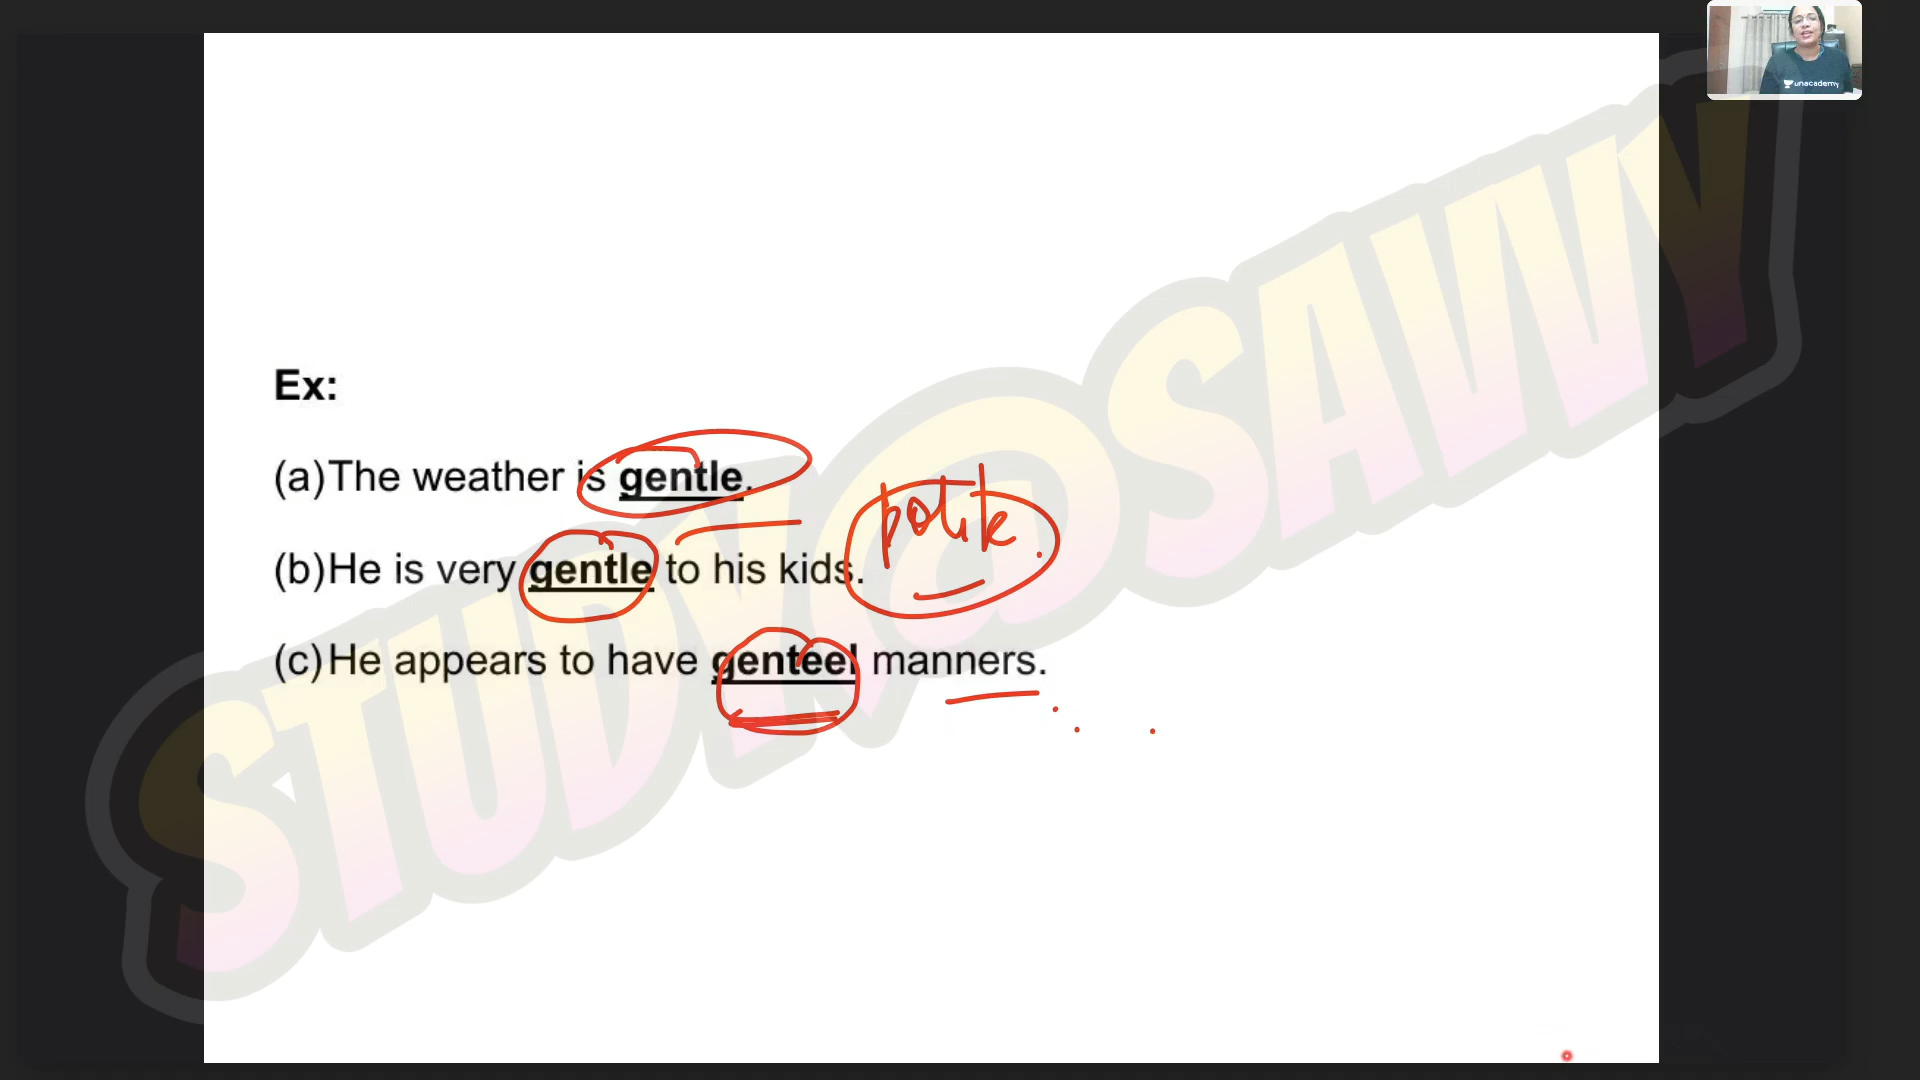 unacademy
Ex:
(a) The weather is gentle.
(b) He is very gentle to his kids.
polite
(c) He appears to have genteel manners.
STUDY@SAVVY